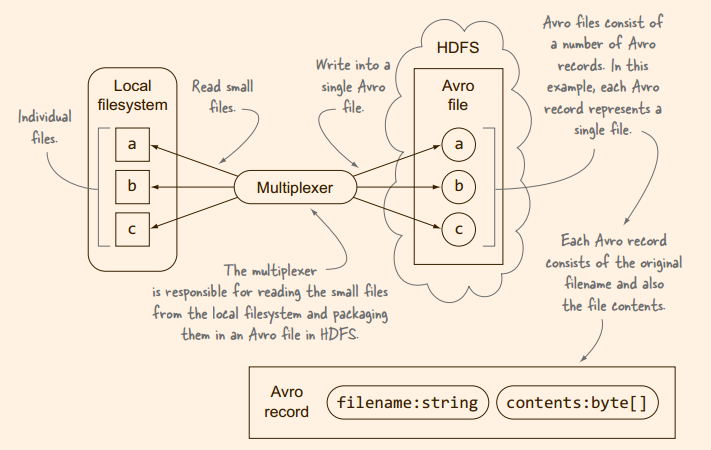 HDFS
Avro files consist of
a number of Avro
records. In this
example, each Avro
record represents a
single file.
Local
filesystem
Read small
files.
Write into a
single Avro
file.
Avro
file
Individual
files.
a
b
c
Multiplexer
a
b
c
The multiplexer
is responsible for reading the small files
from the local filesystem and packaging
them in an Avro file in HDFS.
Each Avro record
consists of the original
filename and also
the file contents.
Avro
record
filename:string
contents:byte[]